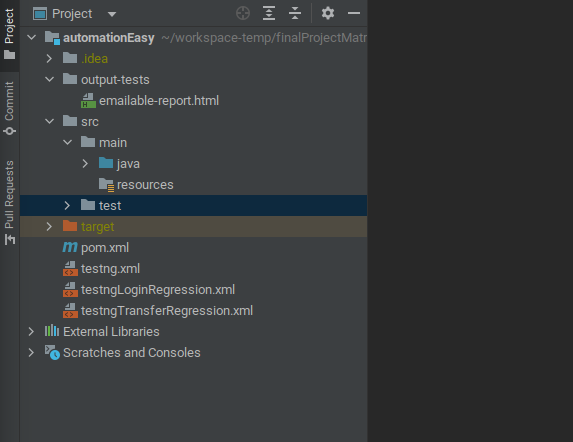 Project
Commit
Pull Requests
Project
automationEasy ~/workspace-temp/finalProjectMatr
.idea
output-tests
emailable-report.html
src
main
java
resources
test
target
m pom.xml
testng.xml
testngLoginRegression.xml
testngTransferRegression.xml
External Libraries
Scratches and Consoles